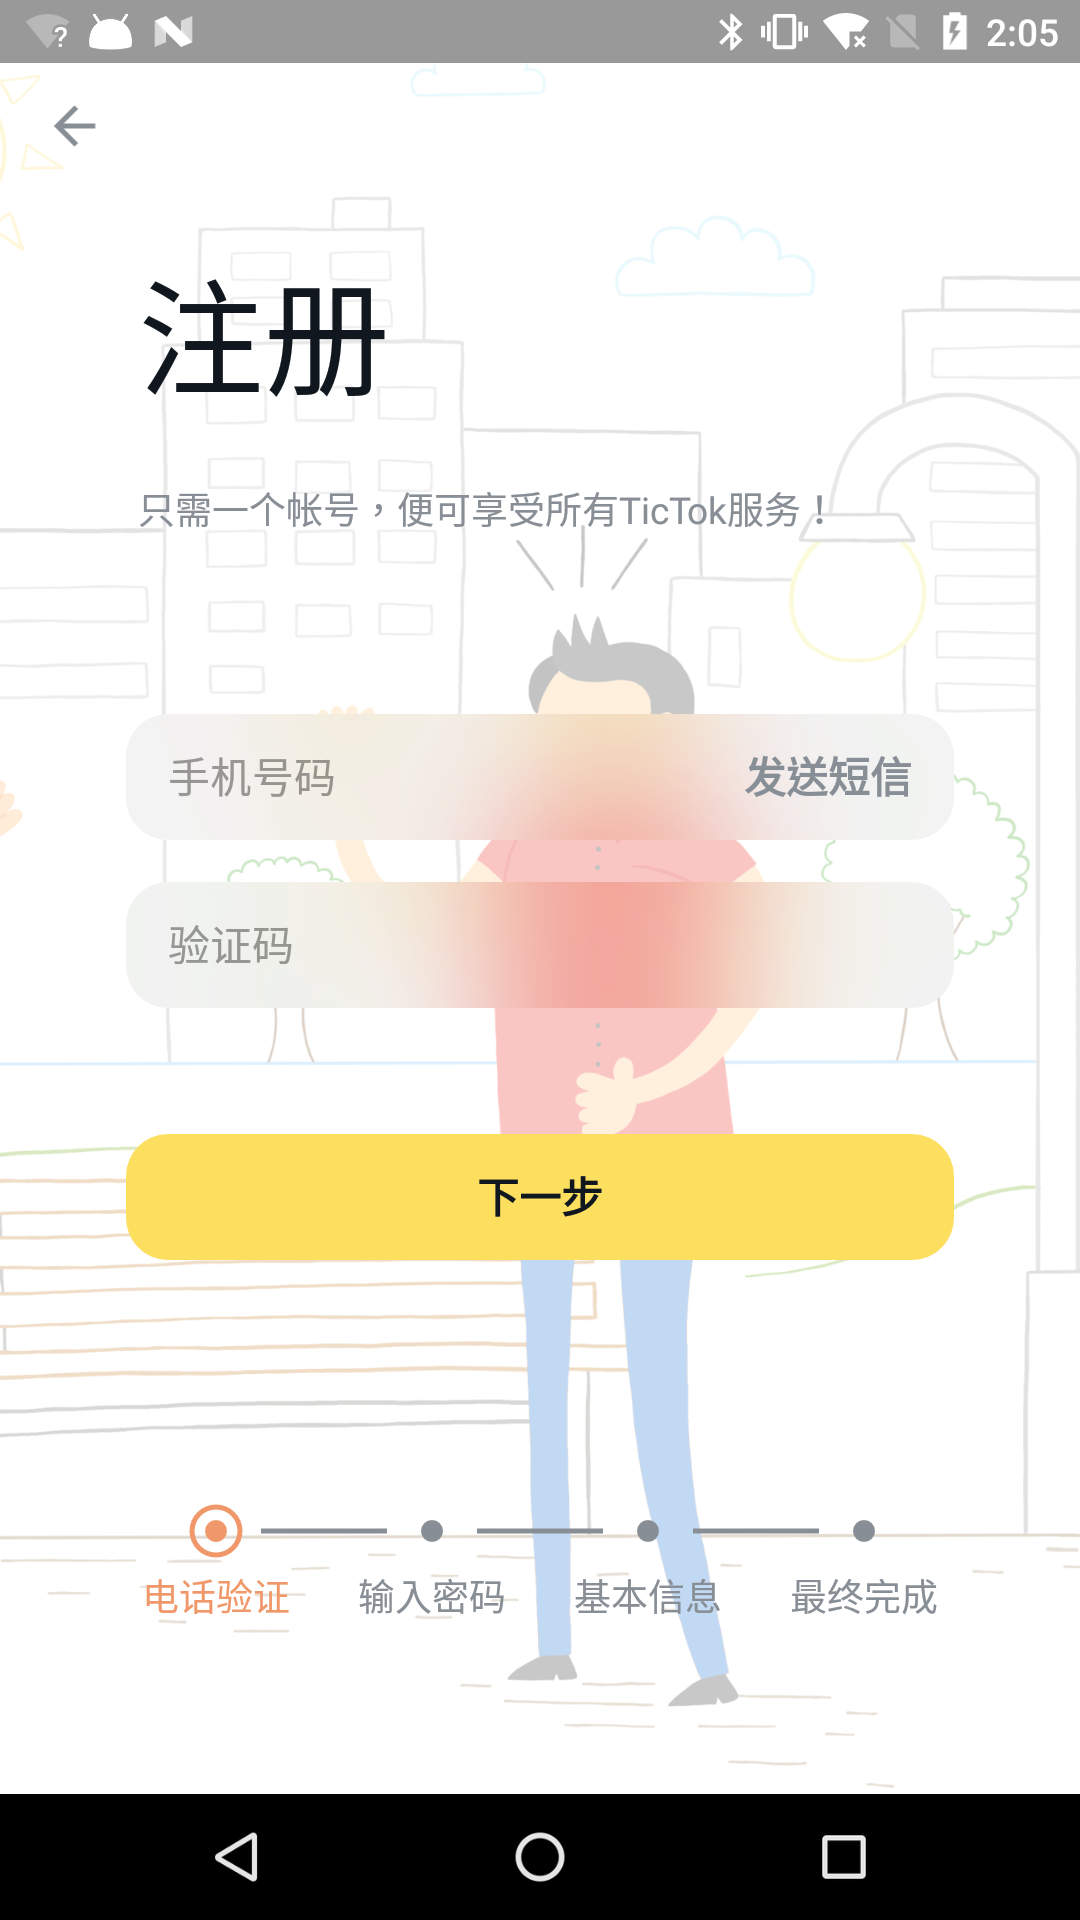 2:05
注册
只需一个帐号，便可享受所有TicTok服务！
手机号码
发送短信
验证码
下一步
电话验证 输入密码 基本信息 最终完成